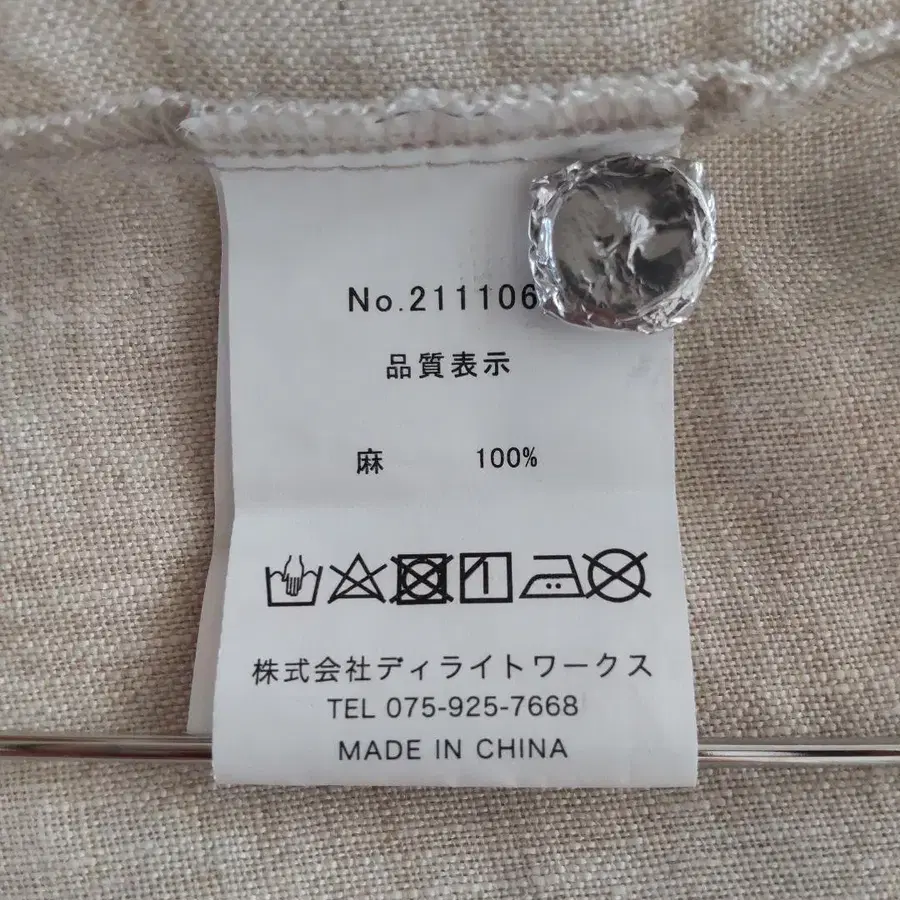 No.211106
品質表示
麻 100%
株式会社ディライトワークス
TEL 075-925-7668
MADE IN CHINA